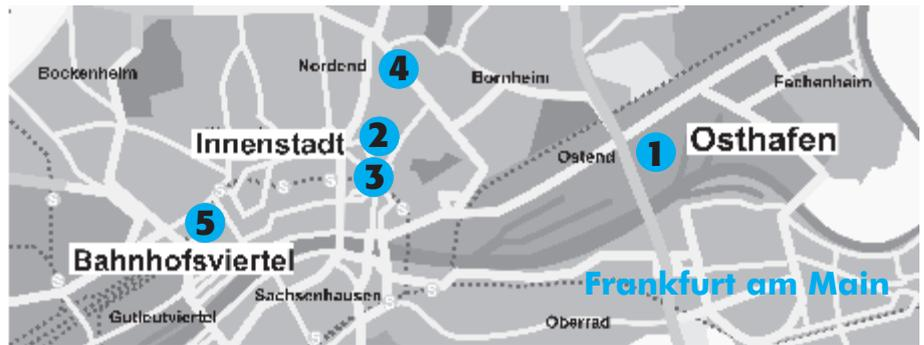 Bockenheim
Nordend
4
Bornheim
Fechenheim
Innenstadt
2
Ostend
1
Osthafen
3
S
S
S
S
S
5
Bahnhofsviertel
S
S
S
Frankfurt am Main
Sachsenhausen
Gutleutviertel
Oberrad
S